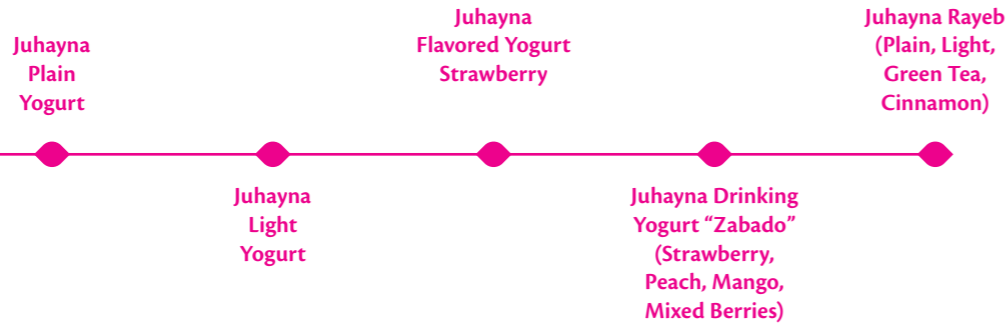 Juhayna
Plain
Yogurt
Juhayna
Light
Yogurt
Juhayna
Flavored Yogurt
Strawberry
Juhayna Drinking
Yogurt “Zabado”
(Strawberry,
Peach, Mango,
Mixed Berries)
Juhayna Rayeb
(Plain, Light,
Green Tea,
Cinnamon)